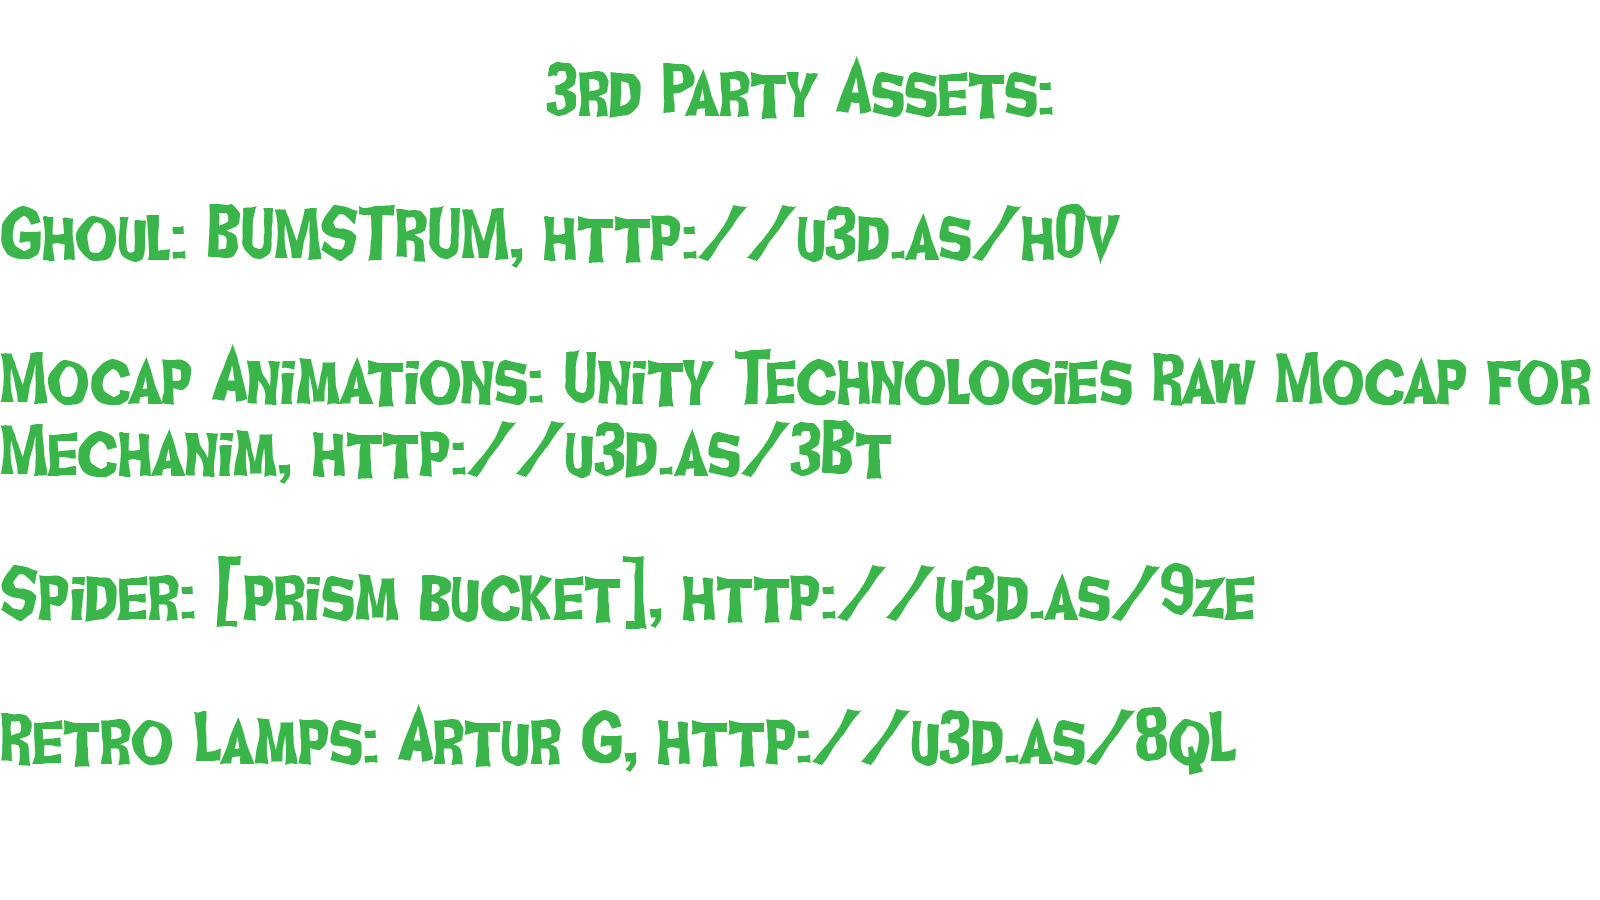 3rd Party Assets:
Ghoul: BUMSTRUM, http://u3d.as/h0V
Mocap Animations: Unity Technologies Raw Mocap for
Mechanim, http://u3d.as/3Bt
Spider: [prism bucket], http://u3d.as/9ze
Retro Lamps: Artur G, http://u3d.as/8qL